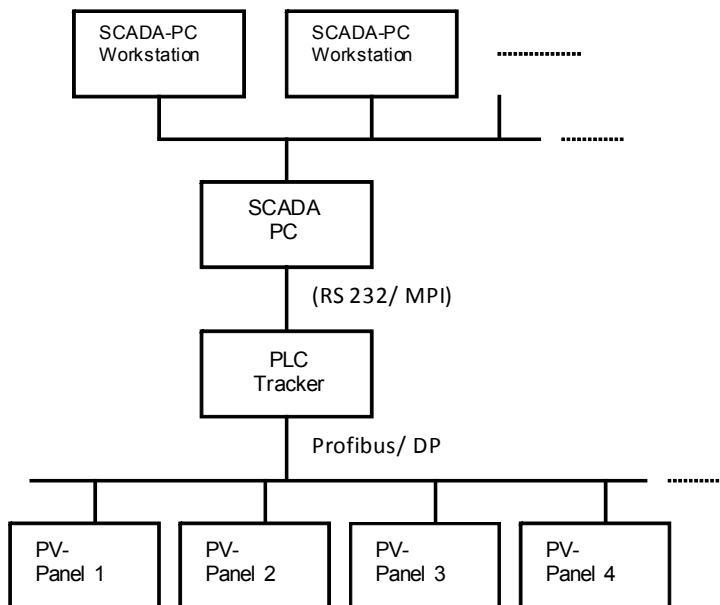 SCADA-PC
Workstation
SCADA-PC
Workstation
SCADA
PC
(RS 232/ MPI)
PLC
Tracker
Profibus/ DP
PV-
Panel 1
PV-
Panel 2
PV-
Panel 3
PV-
Panel 4